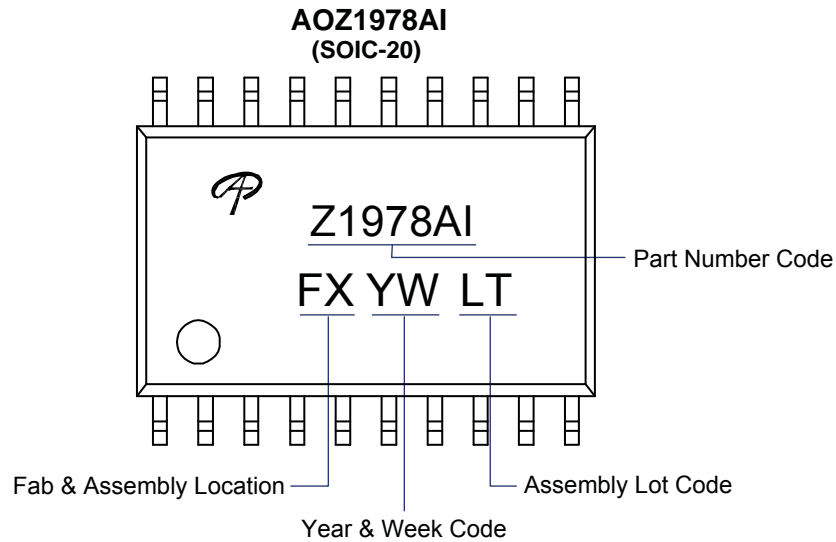 AOZ1978AI
(SOIC-20)
Z1978AI
Part Number Code
FX YW LT
Fab & Assembly Location
Assembly Lot Code
Year & Week Code